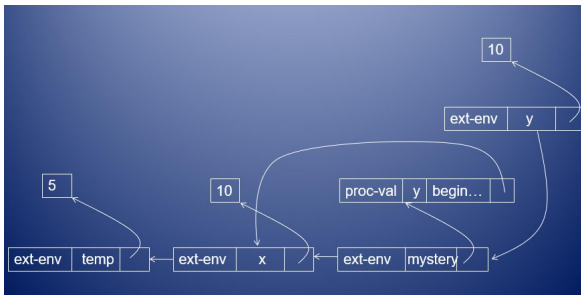 10
ext-env y
5
10
proc-val y begin...
ext-env temp
ext-env x
ext-env mystery